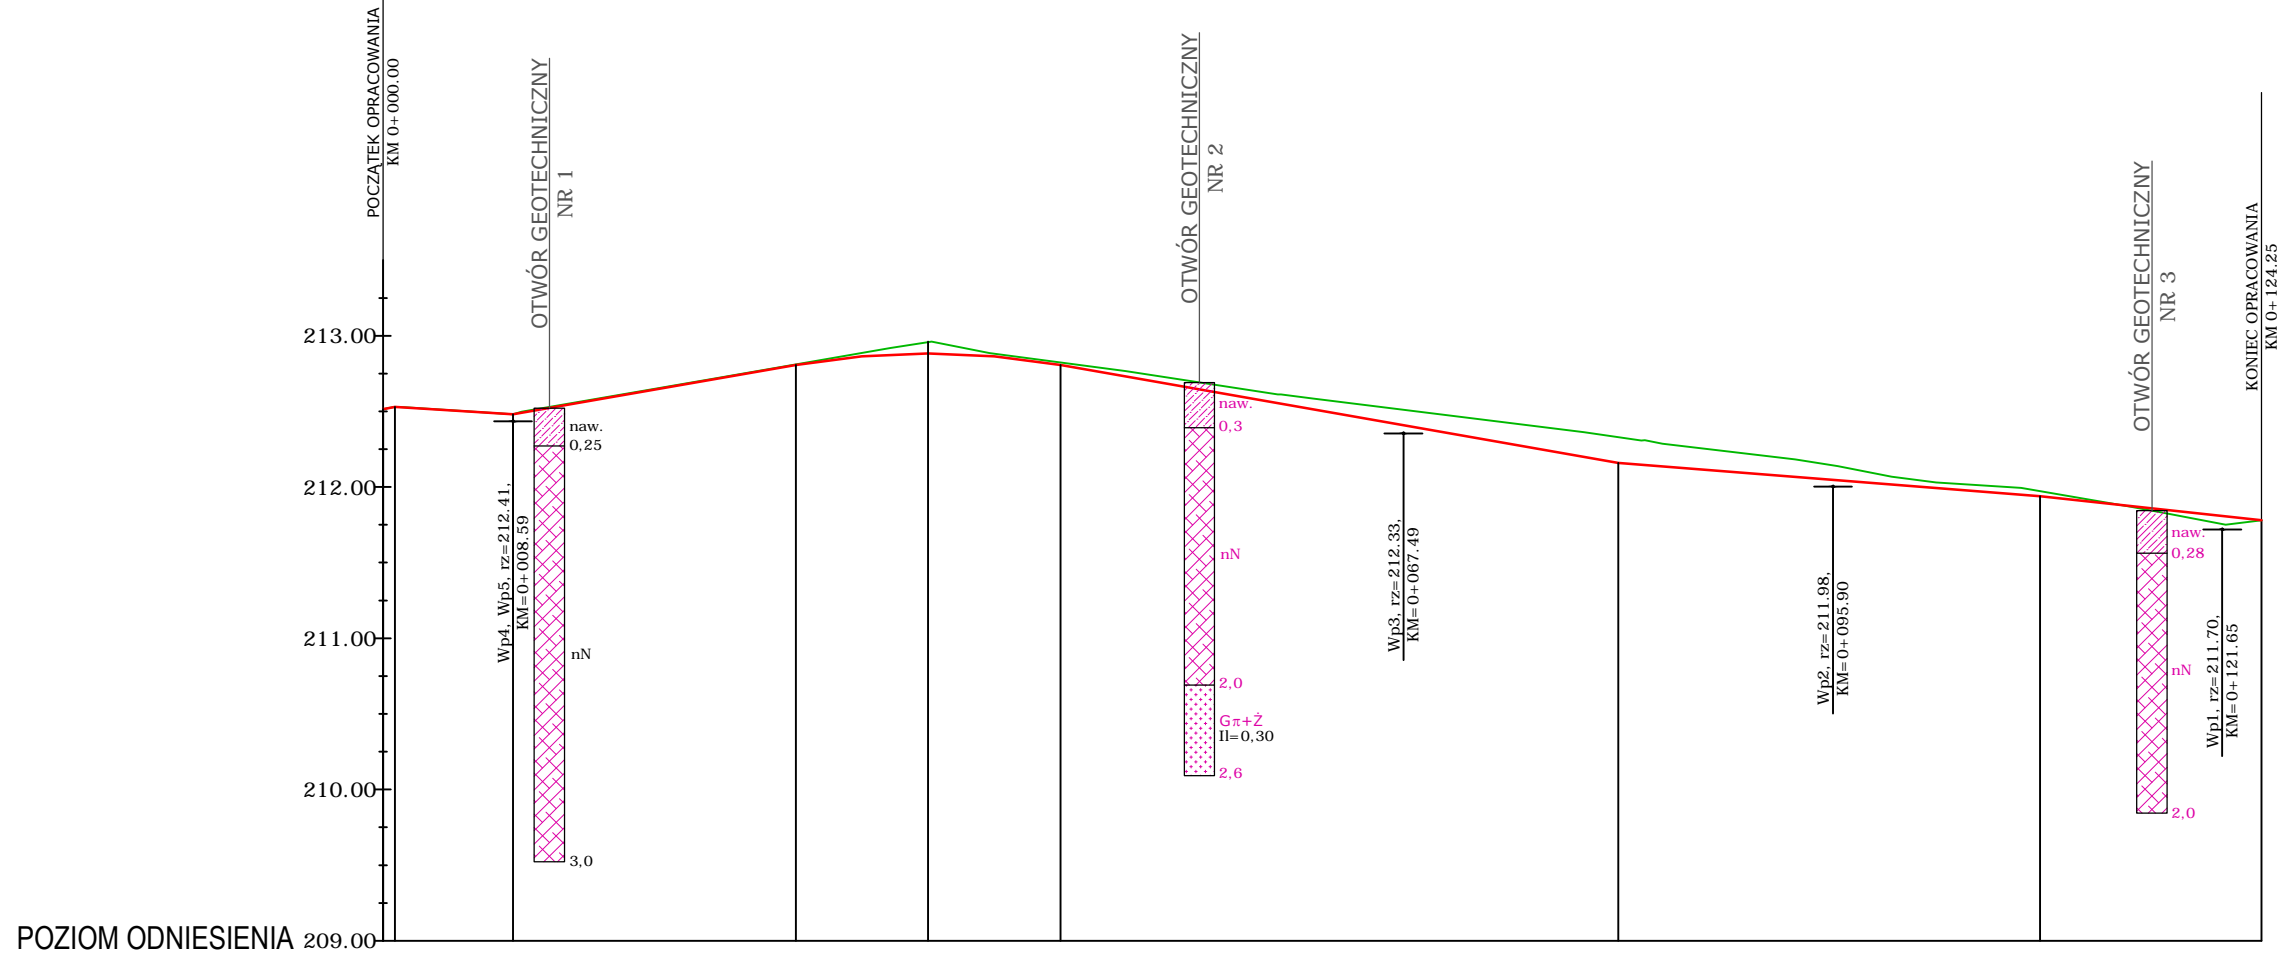 POCZĄTEK OPRACOWANIA
KM 0+000.00
OTWÓR GEOTECHNICZNY
NR 1
OTWÓR GEOTECHNICZNY
NR 2
OTWÓR GEOTECHNICZNY
NR 3
KONIEC OPRACOWANIA
KM 0+124.25
213.00
212.00
211.00
210.00
POZIOM ODNIESIENIA 209.00
Wp4, Wp5, rz=212.41,
KM=0+008.59
naw.
0,25
nN
3,0
naw.
0,3
nN
2,0
Gπ+Ż
Il=0,30
2,6
Wp3, rz=212.33,
KM=0+067.49
Wp2, rz=211.98,
KM=0+095.90
naw.
0,28
nN
2,0
Wp1, rz=211.70,
KM=0+121.65